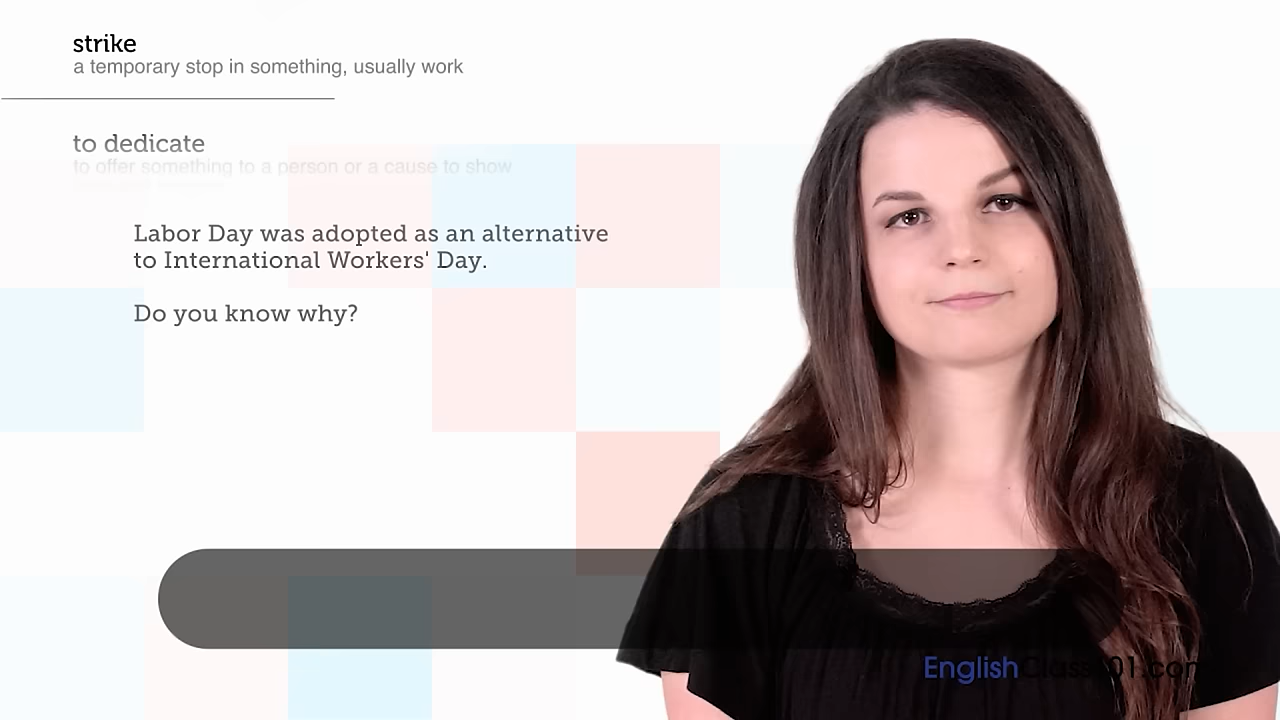 strike
a temporary stop in something, usually work
to dedicate
to offer something to a person or a cause to show
Labor Day was adopted as an alternative
to International Workers' Day.
Do you know why?
EnglishClass101.com